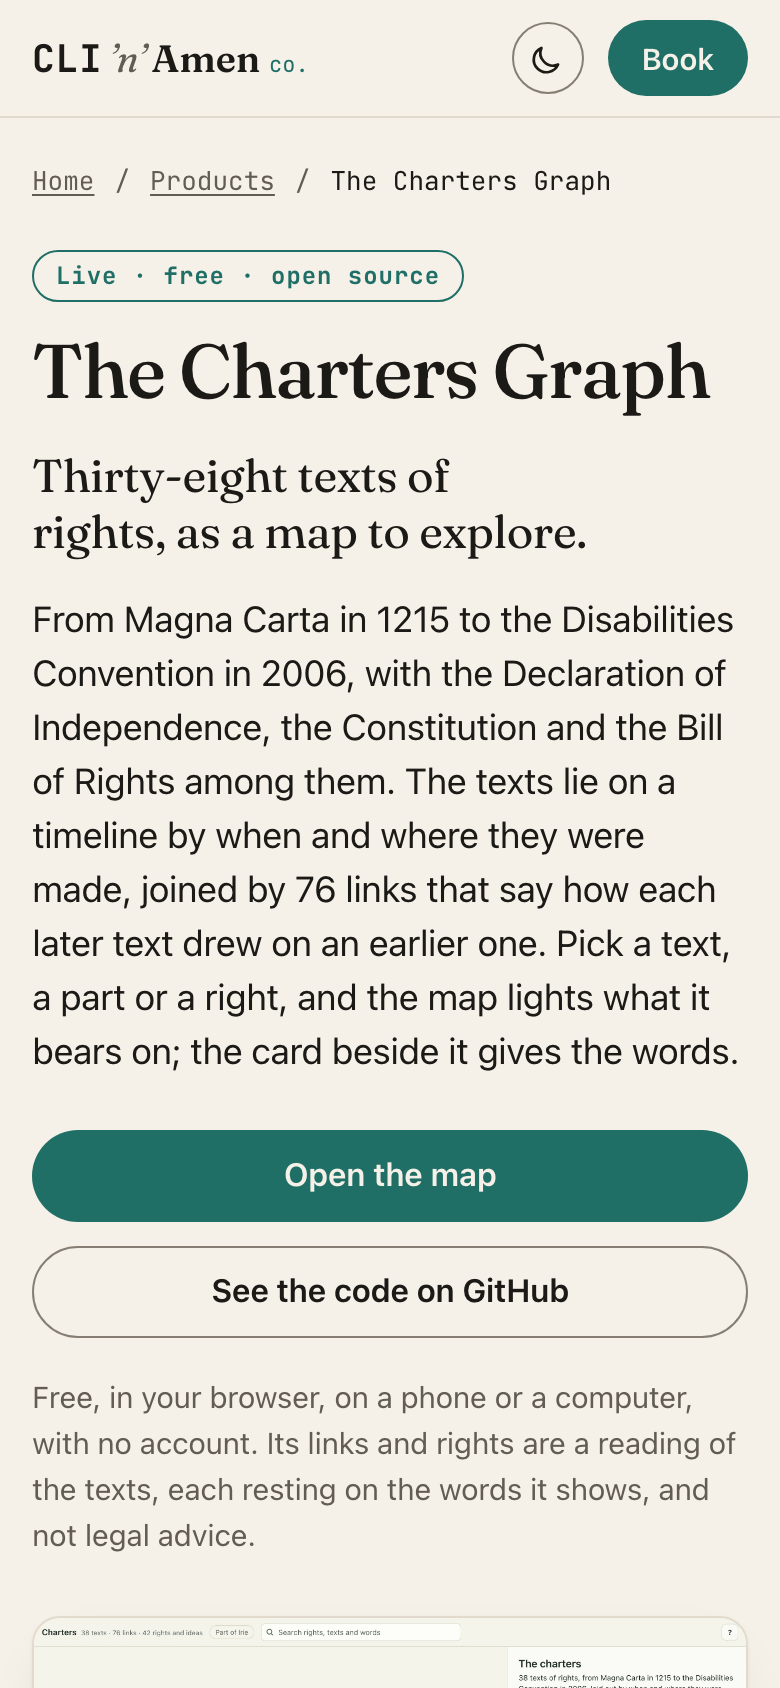 CLI ’n’ Amen co.
Book
Home / Products / The Charters Graph
Live · free · open source
The Charters Graph
Thirty-eight texts of
rights, as a map to explore.
From Magna Carta in 1215 to the Disabilities
Convention in 2006, with the Declaration of
Independence, the Constitution and the Bill
of Rights among them. The texts lie on a
timeline by when and where they were
made, joined by 76 links that say how each
later text drew on an earlier one. Pick a text,
a part or a right, and the map lights what it
bears on; the card beside it gives the words.
Open the map
See the code on GitHub
Free, in your browser, on a phone or a computer,
with no account. Its links and rights are a reading of
the texts, each resting on the words it shows, and
not legal advice.
Charters 38 texts · 76 links · 42 rights and ideas Part of Irie Search rights, texts and words ?
The charters
38 texts of rights, from Magna Carta in 1215 to the Disabilities